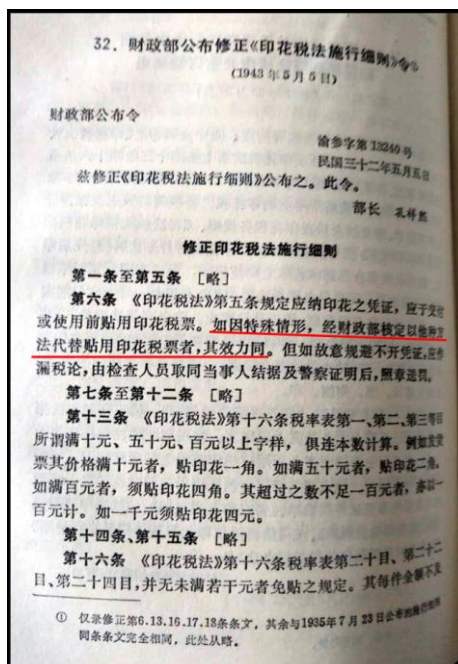 32．财政部公布修正《印花税法施行细则》令①
(1943年5月5日)
财政部公布令
渝参字第13240号
民国三十二年五月五日
兹修正《印花税法施行细则》公布之。此令。
部长 孔祥熙
修正印花税法施行细则
第一条至第五条 [略]
第六条 《印花税法》第五条规定应纳印花之凭证，应于交付
或使用前贴用印花税票。如因特殊情形，经财政部核定以他种方
法代替贴用印花税票者，其效力同。但如故意规避不开凭证，应作
漏税论，由检查人员取同当事人结据及警察证明后，照章送罚。
第七条至第十二条 [略]
第十三条 《印花税法》第十六条税率表第一、第二、第三等目
所谓满十元、五十元、百元以上字样，俱连本数计算。例如发货
票其价格满十元者，贴印花一角。如满五十元者，贴印花二角。
如满百元者，须贴印花四角。其超过之数不足一百元者，亦以一
百元计。如一千元须贴印花四元。
第十四条、第十五条 [略]
第十六条 《印花税法》第十六条税率表第二十目、第二十二
目、第二十四目，并无未满若干元者免贴之规定。其每件金额不及
① 仅录修正第6.13.16.17.18条条文，其余与1935年7月23日公布的施行细则
同条条文完全相同，此处从略。